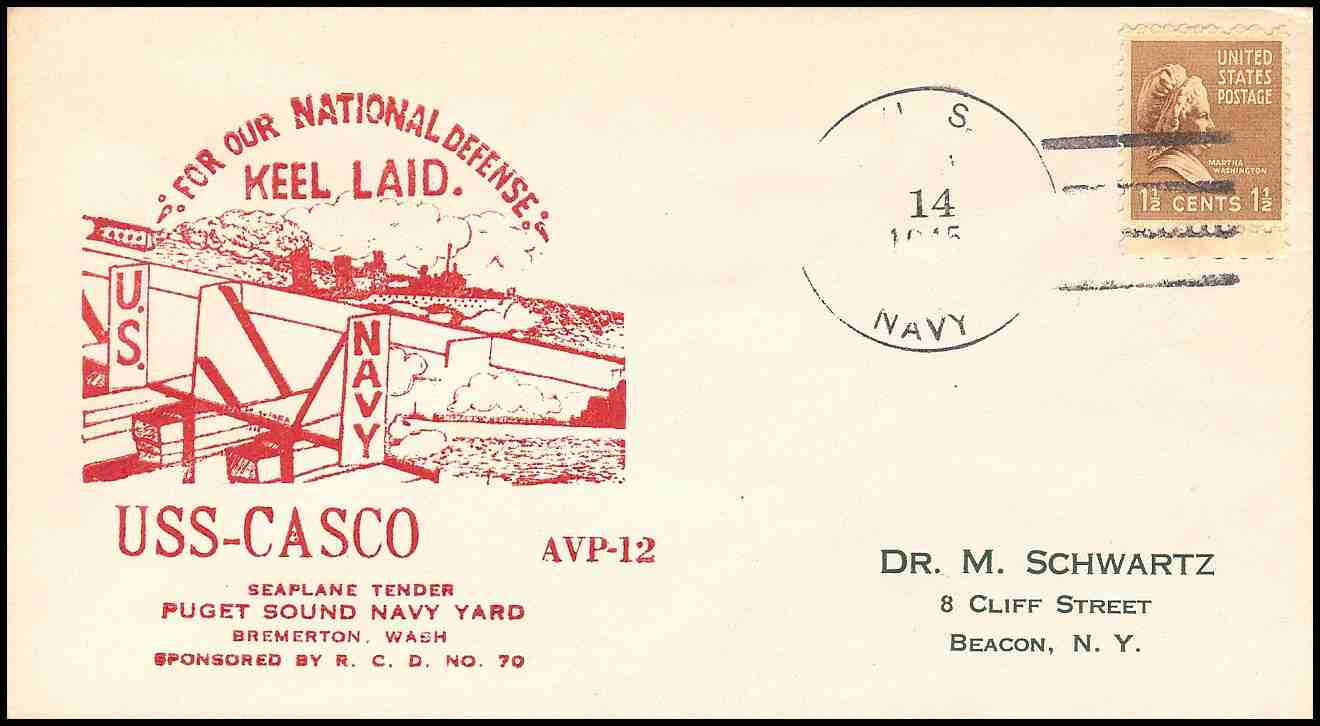 FOR OUR NATIONAL DEFENSE
KEEL LAID.
U.S.
NAVY
USS-CASCO
AVP-12
SEAPLANE TENDER
PUGET SOUND NAVY YARD
BREMERTON, WASH
SPONSORED BY R. C. D. NO. 70
U. S.
14
NAVY
UNITED
STATES
POSTAGE
MARTHA
WASHINGTON
1½ CENTS 1½
DR. M. SCHWARTZ
8 CLIFF STREET
BEACON, N. Y.